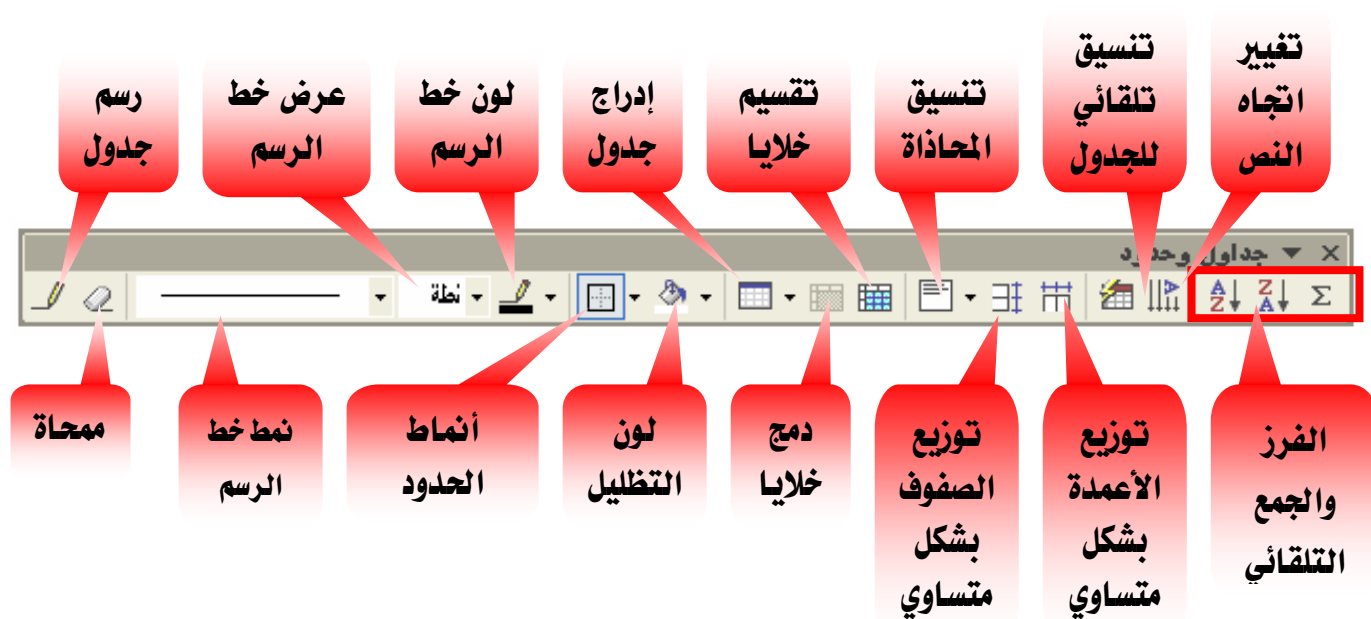 تغيير
اتجاه
النص
تنسيق
تلقائي
للجدول
تنسيق
المحاذاة
تقسيم
خلايا
إدراج
جدول
لون خط
الرسم
عرض خط
الرسم
رسم
جدول
جداول وحدود
نطة
الفرز
والجمع
التلقائي
توزيع
الأعمدة
بشكل
متساوي
توزيع
الصفوف
بشكل
متساوي
دمج
خلايا
لون
التظليل
أنماط
الحدود
نمط خط
الرسم
ممحاة